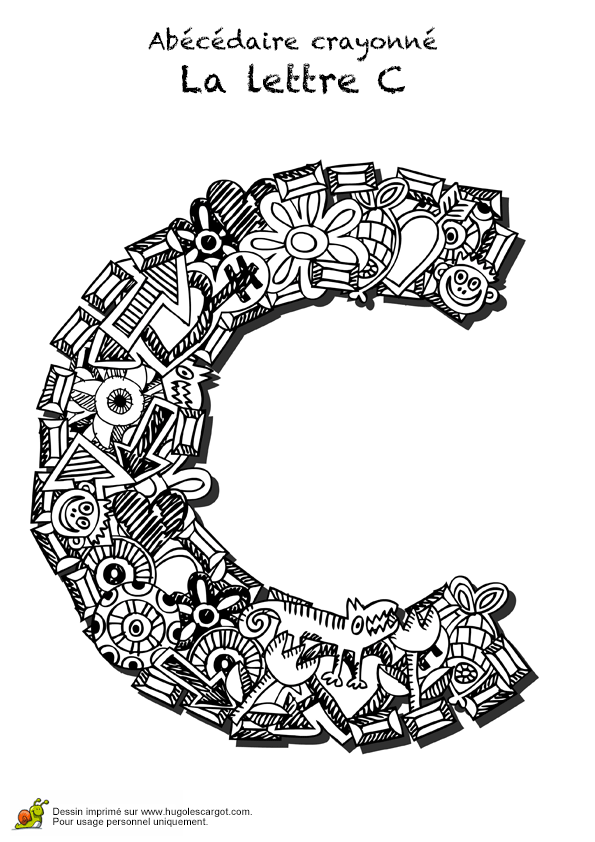 Abécédaire crayonné
La lettre C
Dessin imprimé sur www.hugolescargot.com.
Pour usage personnel uniquement.